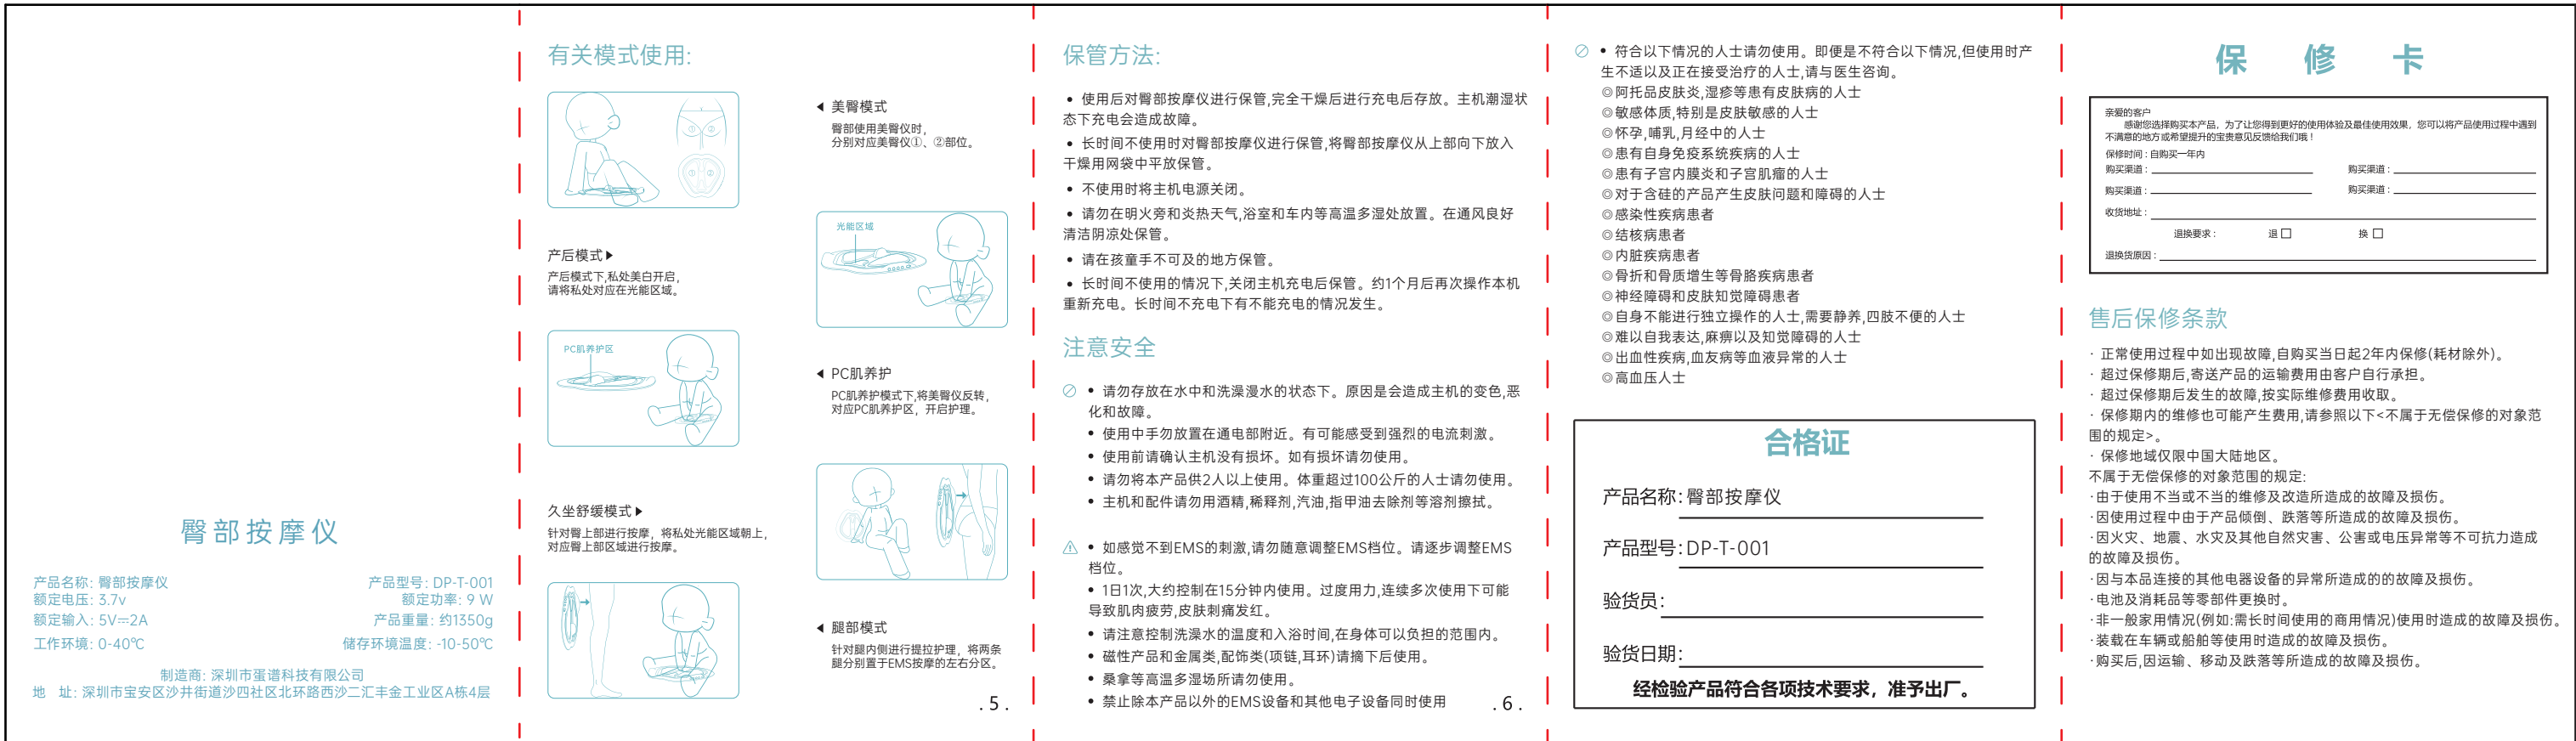 臀部按摩仪
产品名称: 臀部按摩仪
产品型号: DP-T-001
额定电压: 3.7v
额定功率: 9 W
额定输入: 5V⎓2A
产品重量: 约1350g
工作环境: 0-40℃
储存环境温度: -10-50℃
制造商: 深圳市蛋谱科技有限公司
地 址: 深圳市宝安区沙井街道沙四社区北环路西沙二汇丰金工业区A栋4层
有关模式使用:
① ②
① ②
◀ 美臀模式
臀部使用美臀仪时,
分别对应美臀仪①、②部位。
产后模式▶
产后模式下,私处美白开启,
请将私处对应在光能区域。
光能区域
PC肌养护区
◀ PC肌养护
PC肌养护模式下,将美臀仪反转,
对应PC肌养护区，开启护理。
久坐舒缓模式▶
针对臀上部进行按摩，将私处光能区域朝上,
对应臀上部区域进行按摩。
◀ 腿部模式
针对腿内侧进行提拉护理，将两条
腿分别置于EMS按摩的左右分区。
. 5 .
保管方法:
• 使用后对臀部按摩仪进行保管,完全干燥后进行充电后存放。主机潮湿状
态下充电会造成故障。
• 长时间不使用时对臀部按摩仪进行保管,将臀部按摩仪从上部向下放入
干燥用网袋中平放保管。
• 不使用时将主机电源关闭。
• 请勿在明火旁和炎热天气,浴室和车内等高温多湿处放置。在通风良好
清洁阴凉处保管。
• 请在孩童手不可及的地方保管。
• 长时间不使用的情况下,关闭主机充电后保管。约1个月后再次操作本机
重新充电。长时间不充电下有不能充电的情况发生。
注意安全
• 请勿存放在水中和洗澡漫水的状态下。原因是会造成主机的变色,恶
化和故障。
• 使用中手勿放置在通电部附近。有可能感受到强烈的电流刺激。
• 使用前请确认主机没有损坏。如有损坏请勿使用。
• 请勿将本产品供2人以上使用。体重超过100公斤的人士请勿使用。
• 主机和配件请勿用酒精,稀释剂,汽油,指甲油去除剂等溶剂擦拭。
• 如感觉不到EMS的刺激,请勿随意调整EMS档位。请逐步调整EMS
档位。
• 1日1次,大约控制在15分钟内使用。过度用力,连续多次使用下可能
导致肌肉疲劳,皮肤刺痛发红。
• 请注意控制洗澡水的温度和入浴时间,在身体可以负担的范围内。
• 磁性产品和金属类,配饰类(项链,耳环)请摘下后使用。
• 桑拿等高温多湿场所请勿使用。
• 禁止除本产品以外的EMS设备和其他电子设备同时使用
. 6 .
• 符合以下情况的人士请勿使用。即便是不符合以下情况,但使用时产
生不适以及正在接受治疗的人士,请与医生咨询。
◎阿托品皮肤炎,湿疹等患有皮肤病的人士
◎敏感体质,特别是皮肤敏感的人士
◎怀孕,哺乳,月经中的人士
◎患有自身免疫系统疾病的人士
◎患有子宫内膜炎和子宫肌瘤的人士
◎对于含硅的产品产生皮肤问题和障碍的人士
◎感染性疾病患者
◎结核病患者
◎内脏疾病患者
◎骨折和骨质增生等骨胳疾病患者
◎神经障碍和皮肤知觉障碍患者
◎自身不能进行独立操作的人士,需要静养,四肢不便的人士
◎难以自我表达,麻痹以及知觉障碍的人士
◎出血性疾病,血友病等血液异常的人士
◎高血压人士
合格证
产品名称: 臀部按摩仪
产品型号: DP-T-001
验货员:
验货日期:
经检验产品符合各项技术要求，准予出厂。
保 修 卡
亲爱的客户
感谢您选择购买本产品，为了让您得到更好的使用体验及最佳使用效果，您可以将产品使用过程中遇到
不满意的地方或希望提升的宝贵意见反馈给我们哦！
保修时间：自购买一年内
购买渠道： 购买渠道：
购买渠道： 购买渠道：
收货地址：
退换要求： 退 □ 换 □
退换货原因：
售后保修条款
· 正常使用过程中如出现故障,自购买当日起2年内保修(耗材除外)。
· 超过保修期后,寄送产品的运输费用由客户自行承担。
· 超过保修期后发生的故障,按实际维修费用收取。
· 保修期内的维修也可能产生费用,请参照以下<不属于无偿保修的对象范
围的规定>。
· 保修地域仅限中国大陆地区。
不属于无偿保修的对象范围的规定:
·由于使用不当或不当的维修及改造所造成的故障及损伤。
·因使用过程中由于产品倾倒、跌落等所造成的故障及损伤。
·因火灾、地震、水灾及其他自然灾害、公害或电压异常等不可抗力造成
的故障及损伤。
·因与本品连接的其他电器设备的异常所造成的的故障及损伤。
·电池及消耗品等零部件更换时。
·非一般家用情况(例如:需长时间使用的商用情况)使用时造成的故障及损伤。
·装载在车辆或船舶等使用时造成的故障及损伤。
·购买后,因运输、移动及跌落等所造成的故障及损伤。